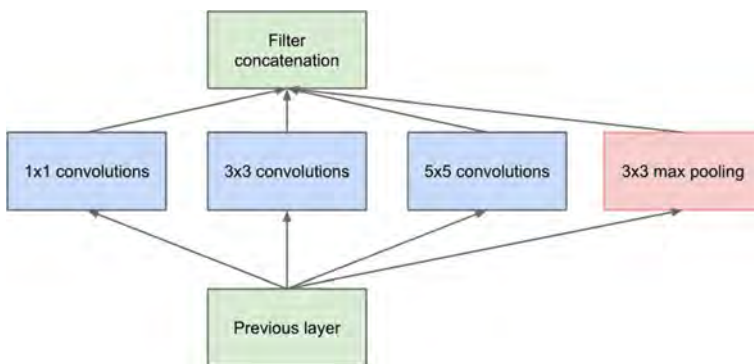 Filter
concatenation
1x1 convolutions
3x3 convolutions
5x5 convolutions
3x3 max pooling
Previous layer